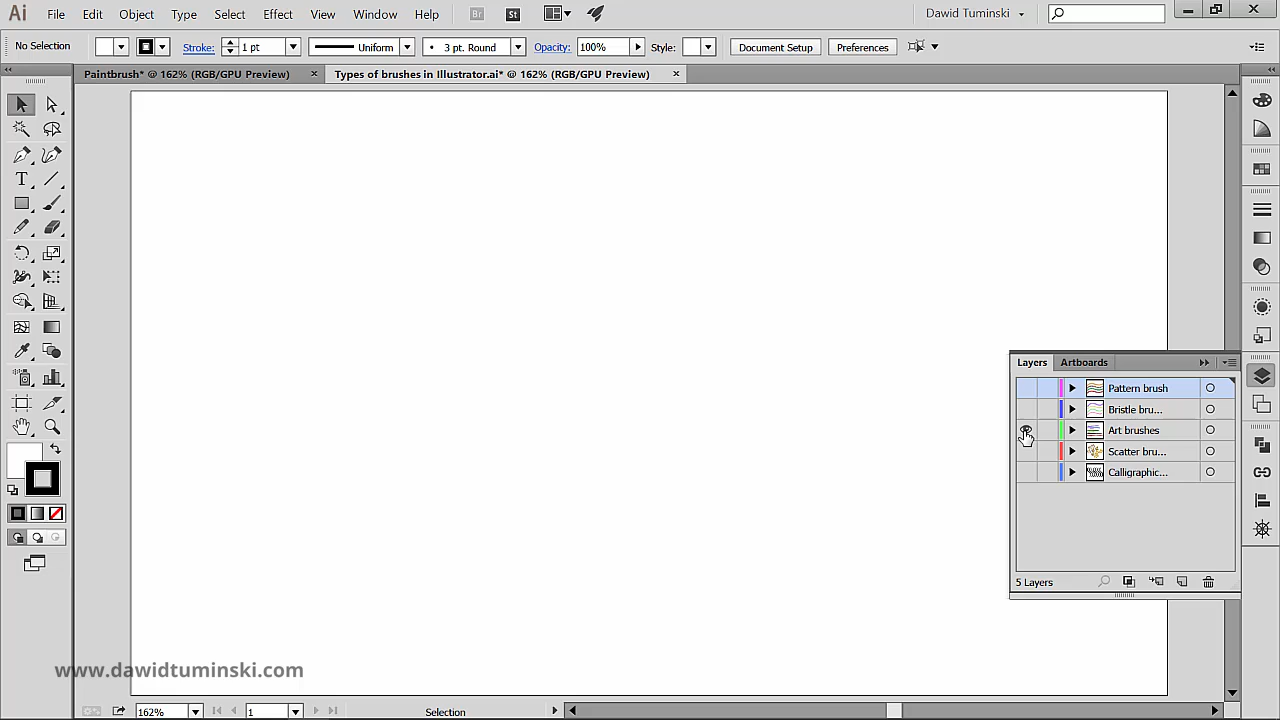 Ai File Edit Object Type Select Effect View Window Help Br St Dawid Tuminski
No Selection Stroke: 1 pt Uniform 3 pt. Round Opacity: 100% Style: Document Setup Preferences
Paintbrush* @ 162% (RGB/GPU Preview) Types of brushes in Illustrator.ai* @ 162% (RGB/GPU Preview)
Layers Artboards
Pattern brush
Bristle bru...
Art brushes
Scatter bru...
Calligraphic...
5 Layers
www.dawidtuminski.com
162% 1 Selection